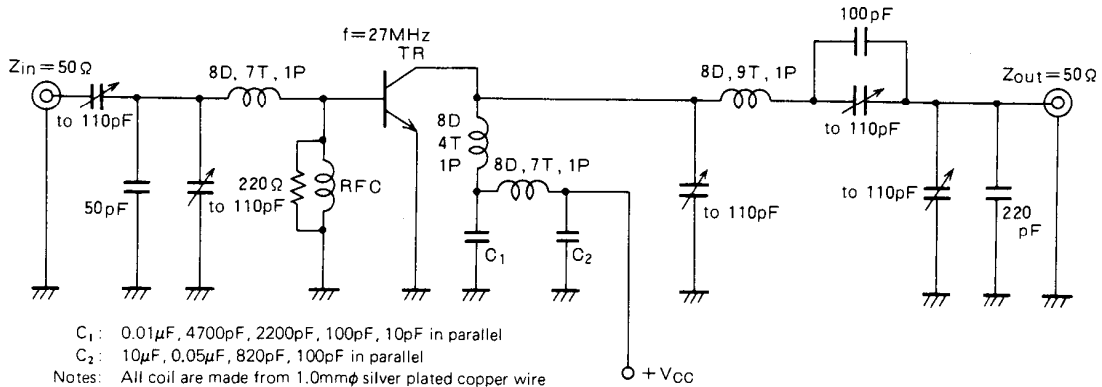 100pF
f=27MHz
TR
Zin=50Ω
8D, 7T, 1P
8D, 9T, 1P
Zout=50Ω
to 110pF
to 110pF
8D
4T
1P
8D, 7T, 1P
50pF
to 110pF
220Ω
RFC
to 110pF
to 110pF
220
pF
C₁
C₂
C₁: 0.01μF, 4700pF, 2200pF, 100pF, 10pF in parallel
C₂: 10μF, 0.05μF, 820pF, 100pF in parallel
Notes: All coil are made from 1.0mmϕ silver plated copper wire
+VCC